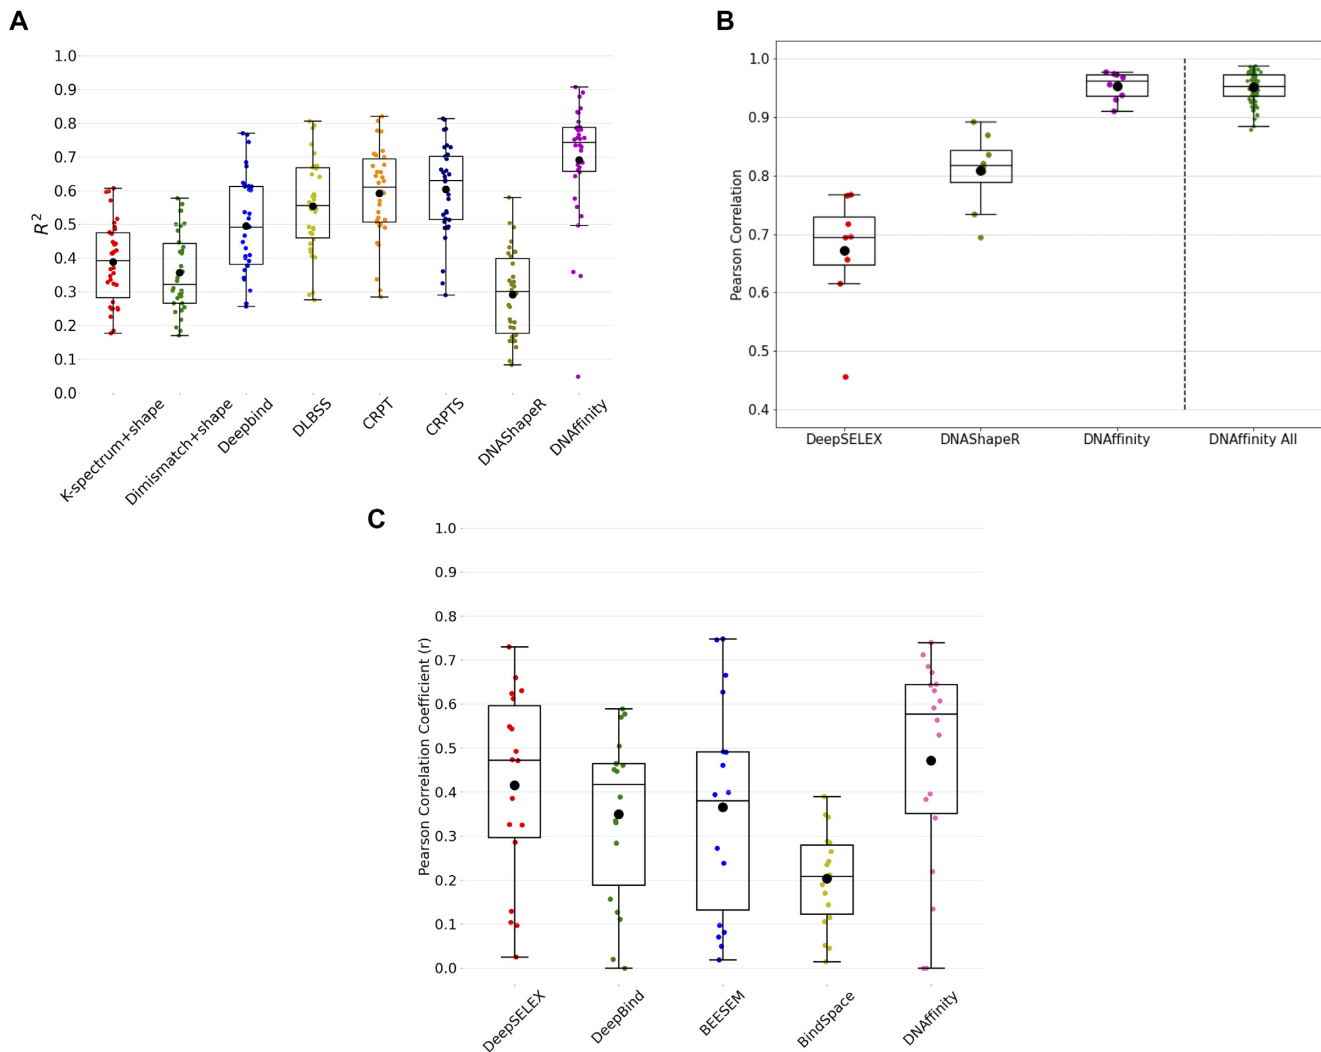 A
1.0
0.9
0.8
0.7
0.6
0.5
0.4
0.3
0.2
0.1
0.0
R²
K-spectrum+shape
Dimismatch+shape
Deepbind
DLBSS
CRPT
CRPTS
DNAShapeR
DNAffinity
B
1.0
0.9
0.8
0.7
0.6
0.5
0.4
Pearson Correlation
DeepSELEX
DNAShapeR
DNAffinity
DNAffinity All
C
1.0
0.9
0.8
0.7
0.6
0.5
0.4
0.3
0.2
0.1
0.0
Pearson Correlation Coefficient (r)
DeepSELEX
DeepBind
BEESEM
BindSpace
DNAffinity